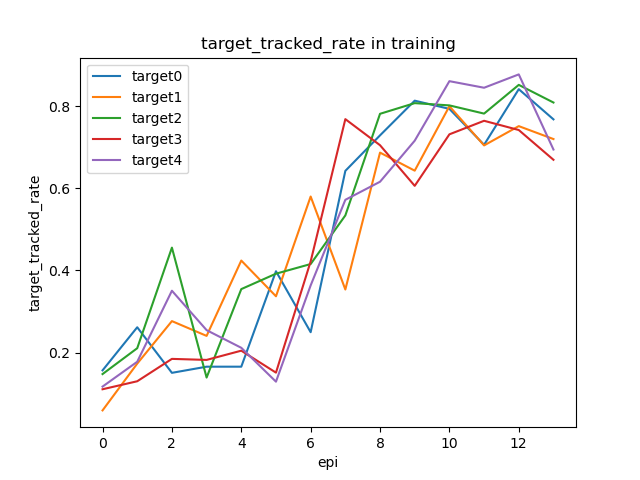 target_tracked_rate in training
target0
target1
target2
target3
target4
target_tracked_rate
0.8
0.6
0.4
0.2
0 2 4 6 8 10 12
epi